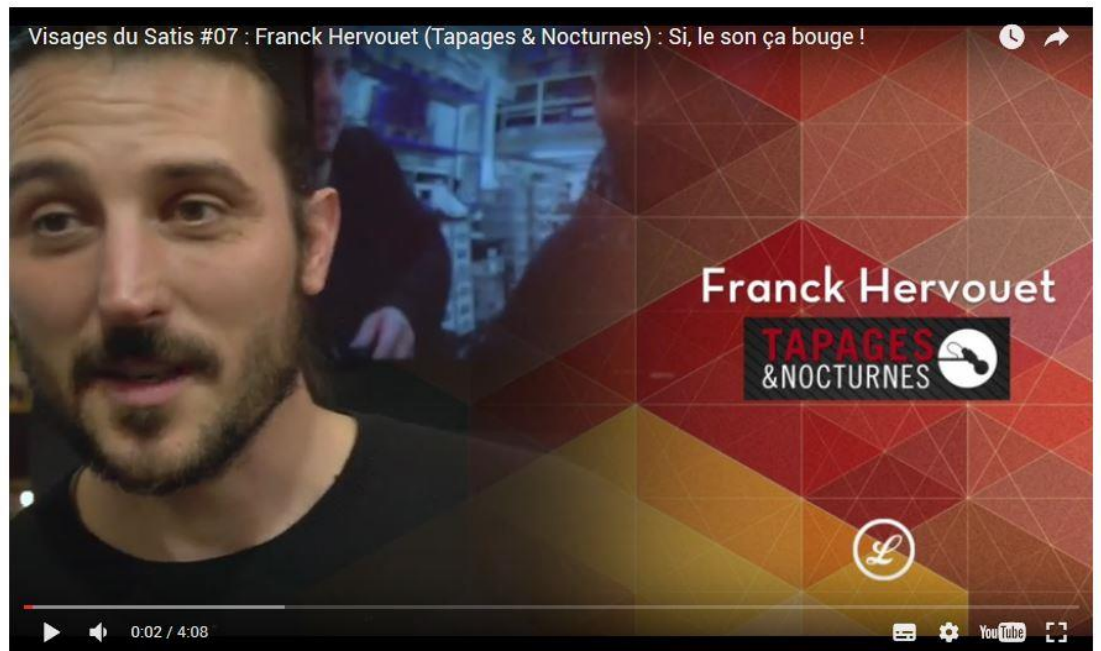 Visages du Satis #07 : Franck Hervouet (Tapages & Nocturnes) : Si, le son ça bouge !
Franck Hervouet
TAPAGES
&NOCTURNES
L
0:02 / 4:08
YouTube